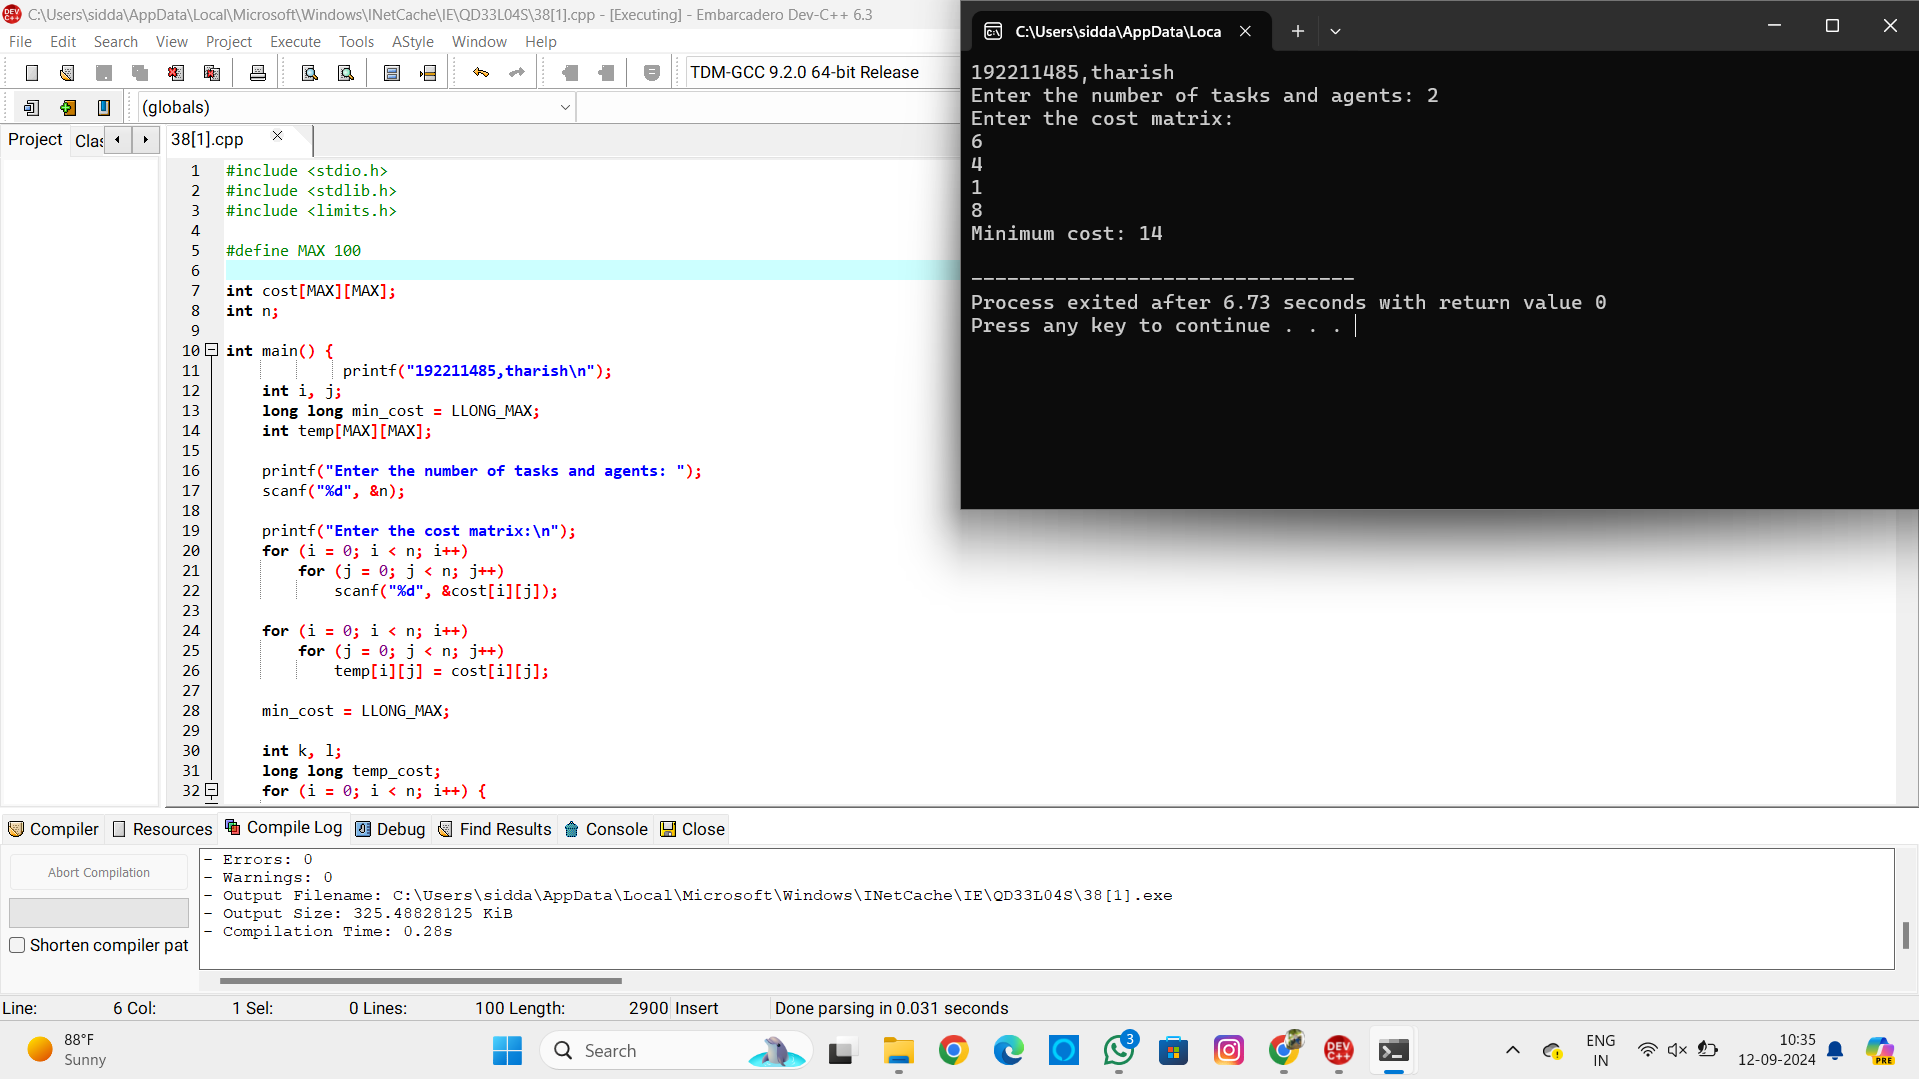 C:\Users\sidda\AppData\Local\Microsoft\Windows\INetCache\IE\QD33L04S\38[1].cpp - [Executing] - Embarcadero Dev-C++ 6.3
File Edit Search View Project Execute Tools AStyle Window Help
TDM-GCC 9.2.0 64-bit Release
(globals)
Project Clas
38[1].cpp
1 #include <stdio.h>
2 #include <stdlib.h>
3 #include <limits.h>
4
5 #define MAX 100
6
7 int cost[MAX][MAX];
8 int n;
9
10 int main() {
11 printf("192211485,tharish\n");
12 int i, j;
13 long long min_cost = LLONG_MAX;
14 int temp[MAX][MAX];
15
16 printf("Enter the number of tasks and agents: ");
17 scanf("%d", &n);
18
19 printf("Enter the cost matrix:\n");
20 for (i = 0; i < n; i++)
21 for (j = 0; j < n; j++)
22 scanf("%d", &cost[i][j]);
23
24 for (i = 0; i < n; i++)
25 for (j = 0; j < n; j++)
26 temp[i][j] = cost[i][j];
27
28 min_cost = LLONG_MAX;
29
30 int k, l;
31 long long temp_cost;
32 for (i = 0; i < n; i++) {
C:\Users\sidda\AppData\Loca
192211485,tharish
Enter the number of tasks and agents: 2
Enter the cost matrix:
6
4
1
8
Minimum cost: 14
--------------------------------
Process exited after 6.73 seconds with return value 0
Press any key to continue . . .
Compiler Resources Compile Log Debug Find Results Console Close
Abort Compilation
Shorten compiler pat
- Errors: 0
- Warnings: 0
- Output Filename: C:\Users\sidda\AppData\Local\Microsoft\Windows\INetCache\IE\QD33L04S\38[1].exe
- Output Size: 325.48828125 KiB
- Compilation Time: 0.28s
Line: 6 Col: 1 Sel: 0 Lines: 100 Length: 2900 Insert Done parsing in 0.031 seconds
88°F
Sunny
Search
3
DEV C++
ENG
IN
10:35
12-09-2024
PRE